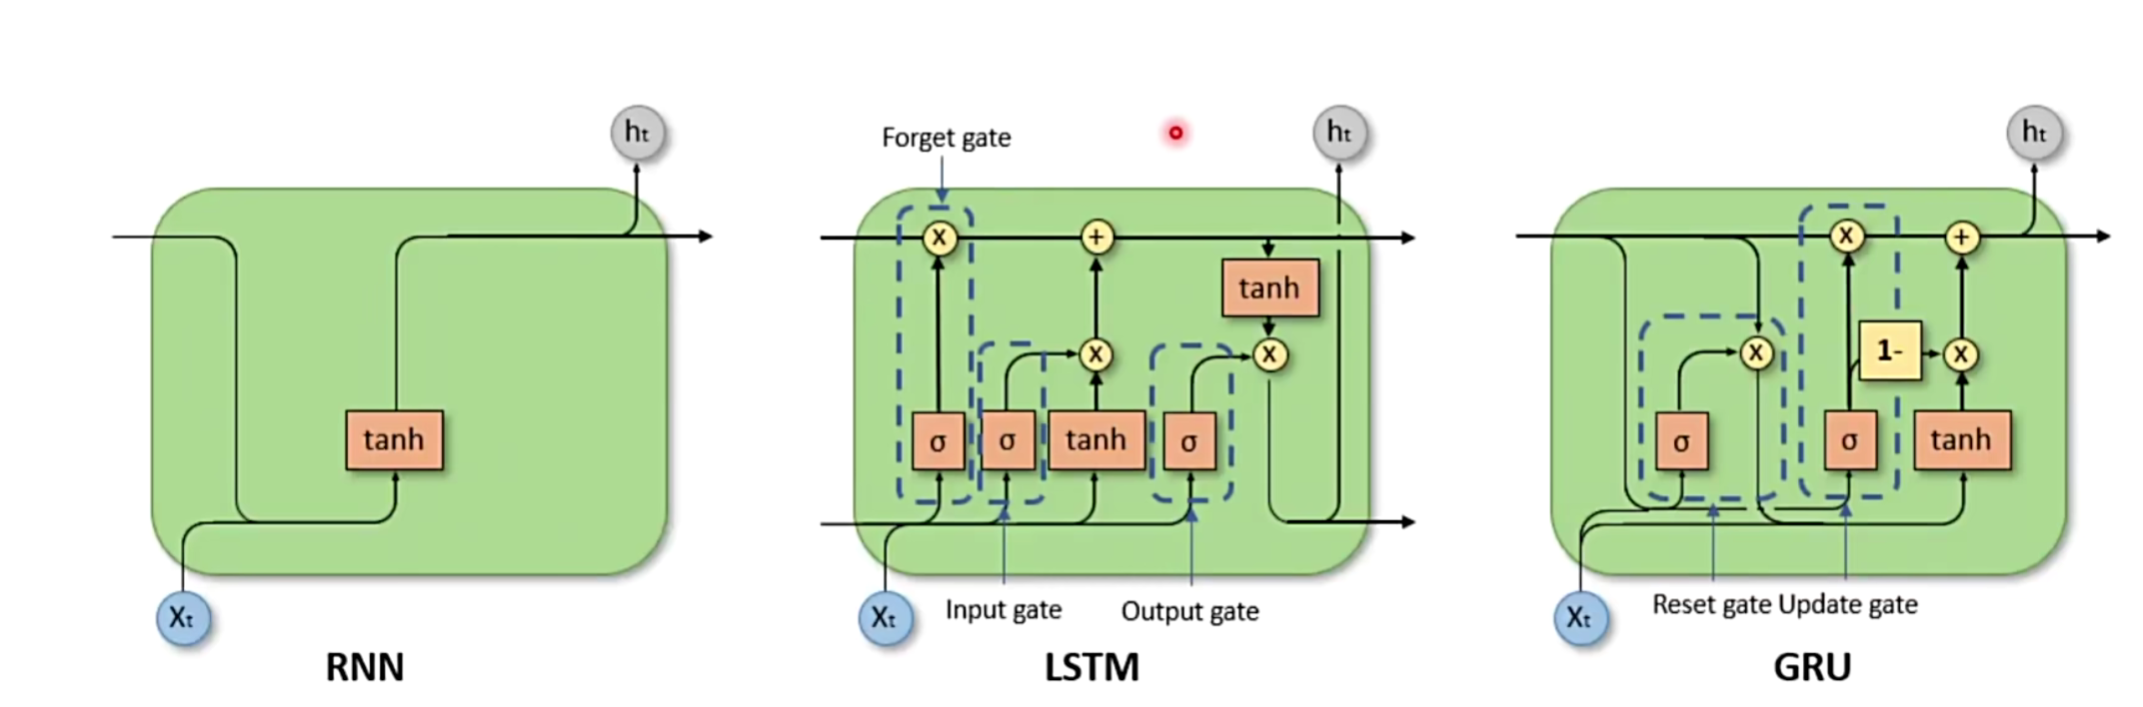 hₜ
tanh
Xₜ
RNN
Forget gate
hₜ
x
+
tanh
x
x
σ
σ
tanh
σ
Xₜ
Input gate
Output gate
LSTM
hₜ
x
+
x
1-
x
σ
σ
tanh
Xₜ
Reset gate Update gate
GRU